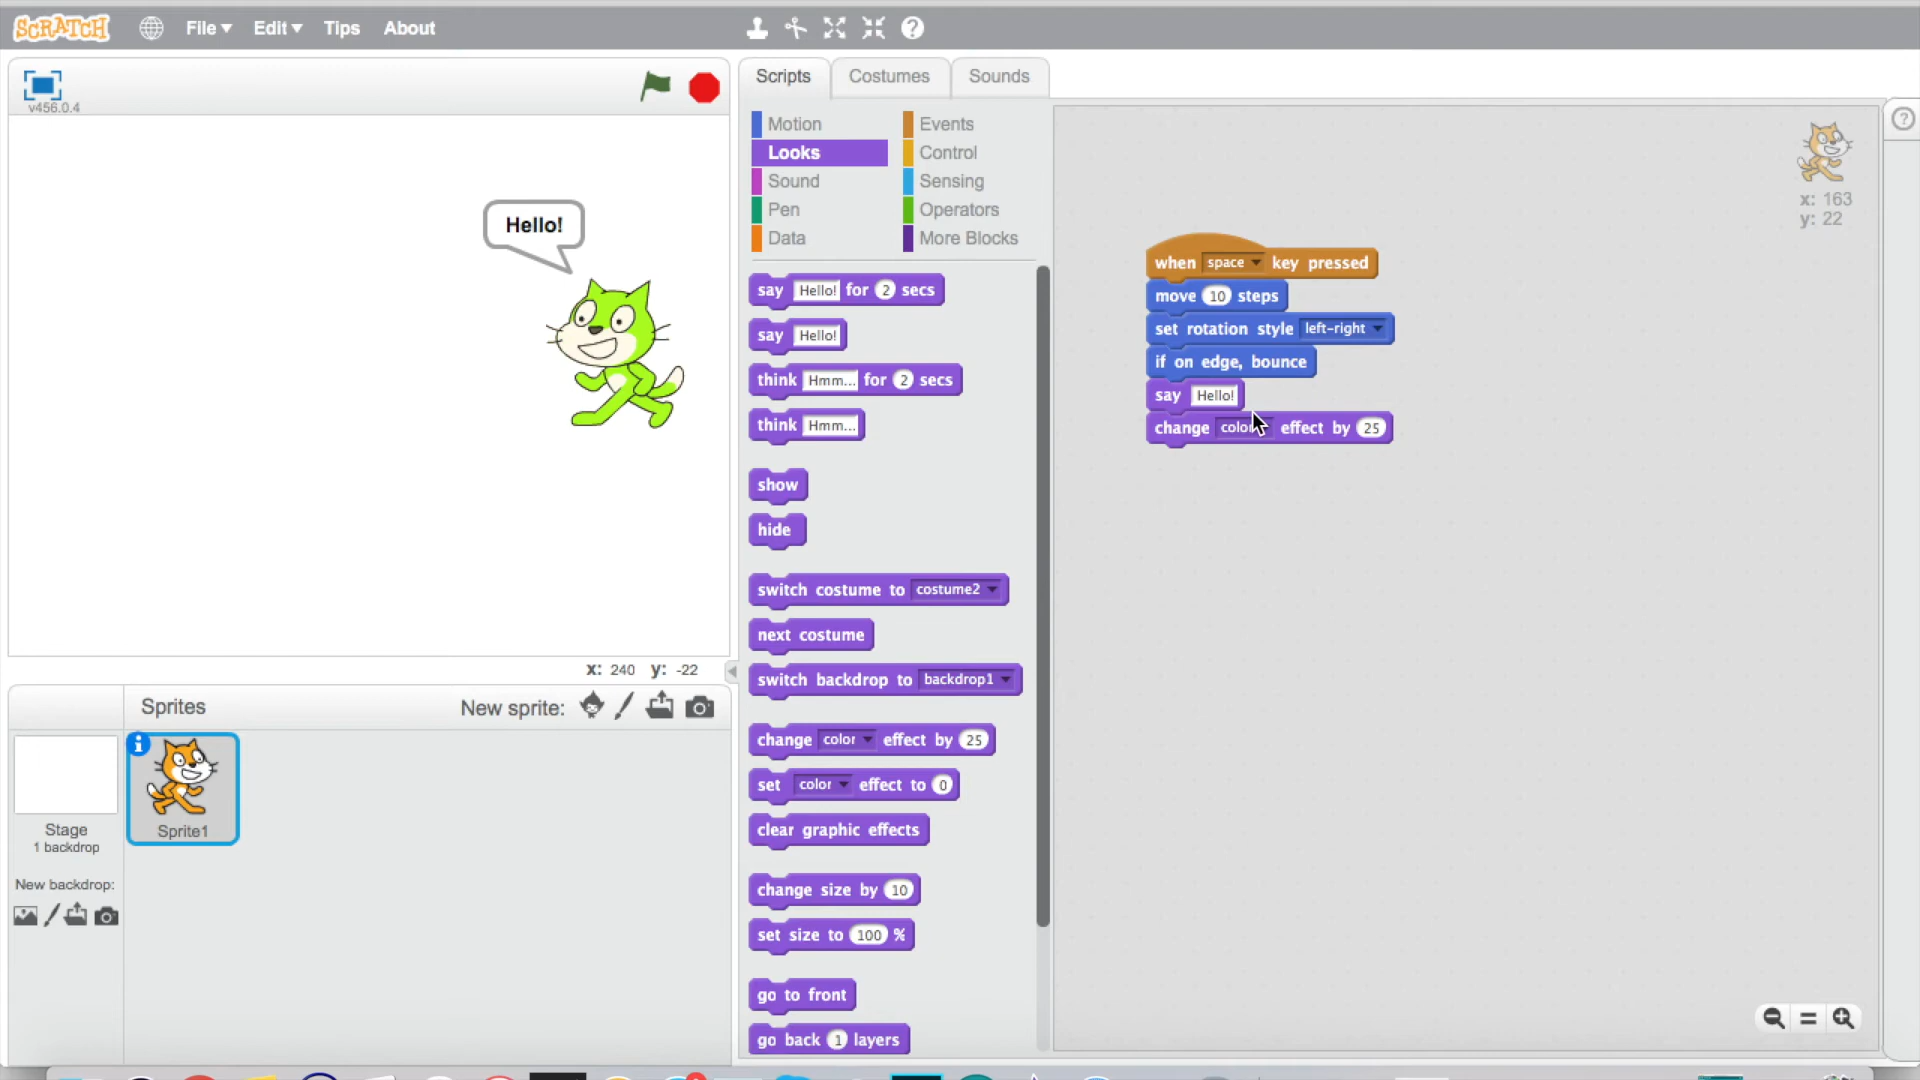 SCRATCH File Edit Tips About
v456.0.4
Scripts Costumes Sounds
Motion Events
Looks Control
Sound Sensing
Pen Operators
Data More Blocks
Hello!
say Hello! for 2 secs
say Hello!
think Hmm... for 2 secs
think Hmm...
show
hide
switch costume to costume2
next costume
switch backdrop to backdrop1
change color effect by 25
set color effect to 0
clear graphic effects
change size by 10
set size to 100 %
go to front
go back 1 layers
when space key pressed
move 10 steps
set rotation style left-right
if on edge, bounce
say Hello!
change color effect by 25
x: 163
y: 22
x: 240 y: -22
Sprites New sprite:
Sprite1
Stage
1 backdrop
New backdrop: